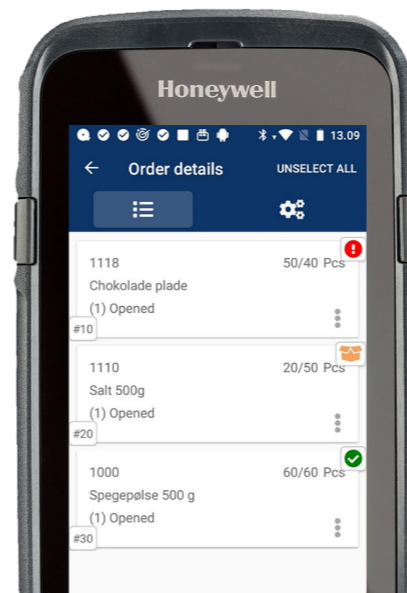 Honeywell
13.09
Order details UNSELECT ALL
1118 50/40 Pcs
Chokolade plade
(1) Opened
#10
1110 20/50 Pcs
Salt 500g
(1) Opened
#20
1000 60/60 Pcs
Spegepølse 500 g
(1) Opened
#30